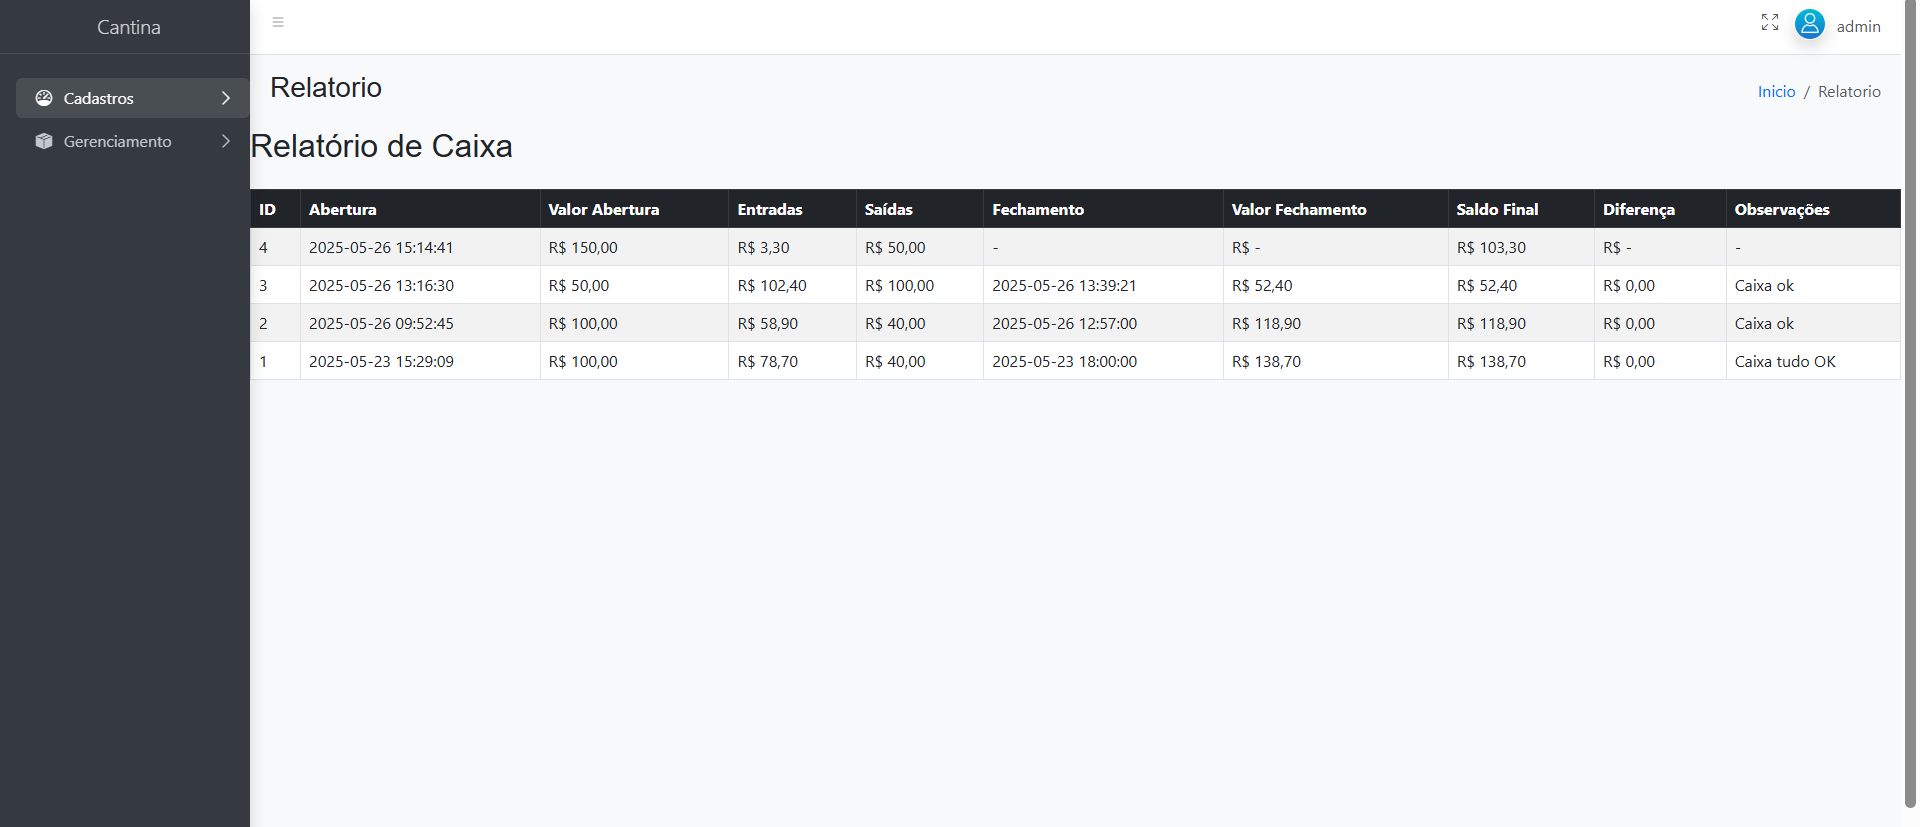 Cantina
admin
Cadastros
Gerenciamento
Relatorio
Inicio / Relatorio
Relatório de Caixa
ID Abertura Valor Abertura Entradas Saídas Fechamento Valor Fechamento Saldo Final Diferença Observações
4 2025-05-26 15:14:41 R$ 150,00 R$ 3,30 R$ 50,00 - R$ - R$ 103,30 R$ - -
3 2025-05-26 13:16:30 R$ 50,00 R$ 102,40 R$ 100,00 2025-05-26 13:39:21 R$ 52,40 R$ 52,40 R$ 0,00 Caixa ok
2 2025-05-26 09:52:45 R$ 100,00 R$ 58,90 R$ 40,00 2025-05-26 12:57:00 R$ 118,90 R$ 118,90 R$ 0,00 Caixa ok
1 2025-05-23 15:29:09 R$ 100,00 R$ 78,70 R$ 40,00 2025-05-23 18:00:00 R$ 138,70 R$ 138,70 R$ 0,00 Caixa tudo OK